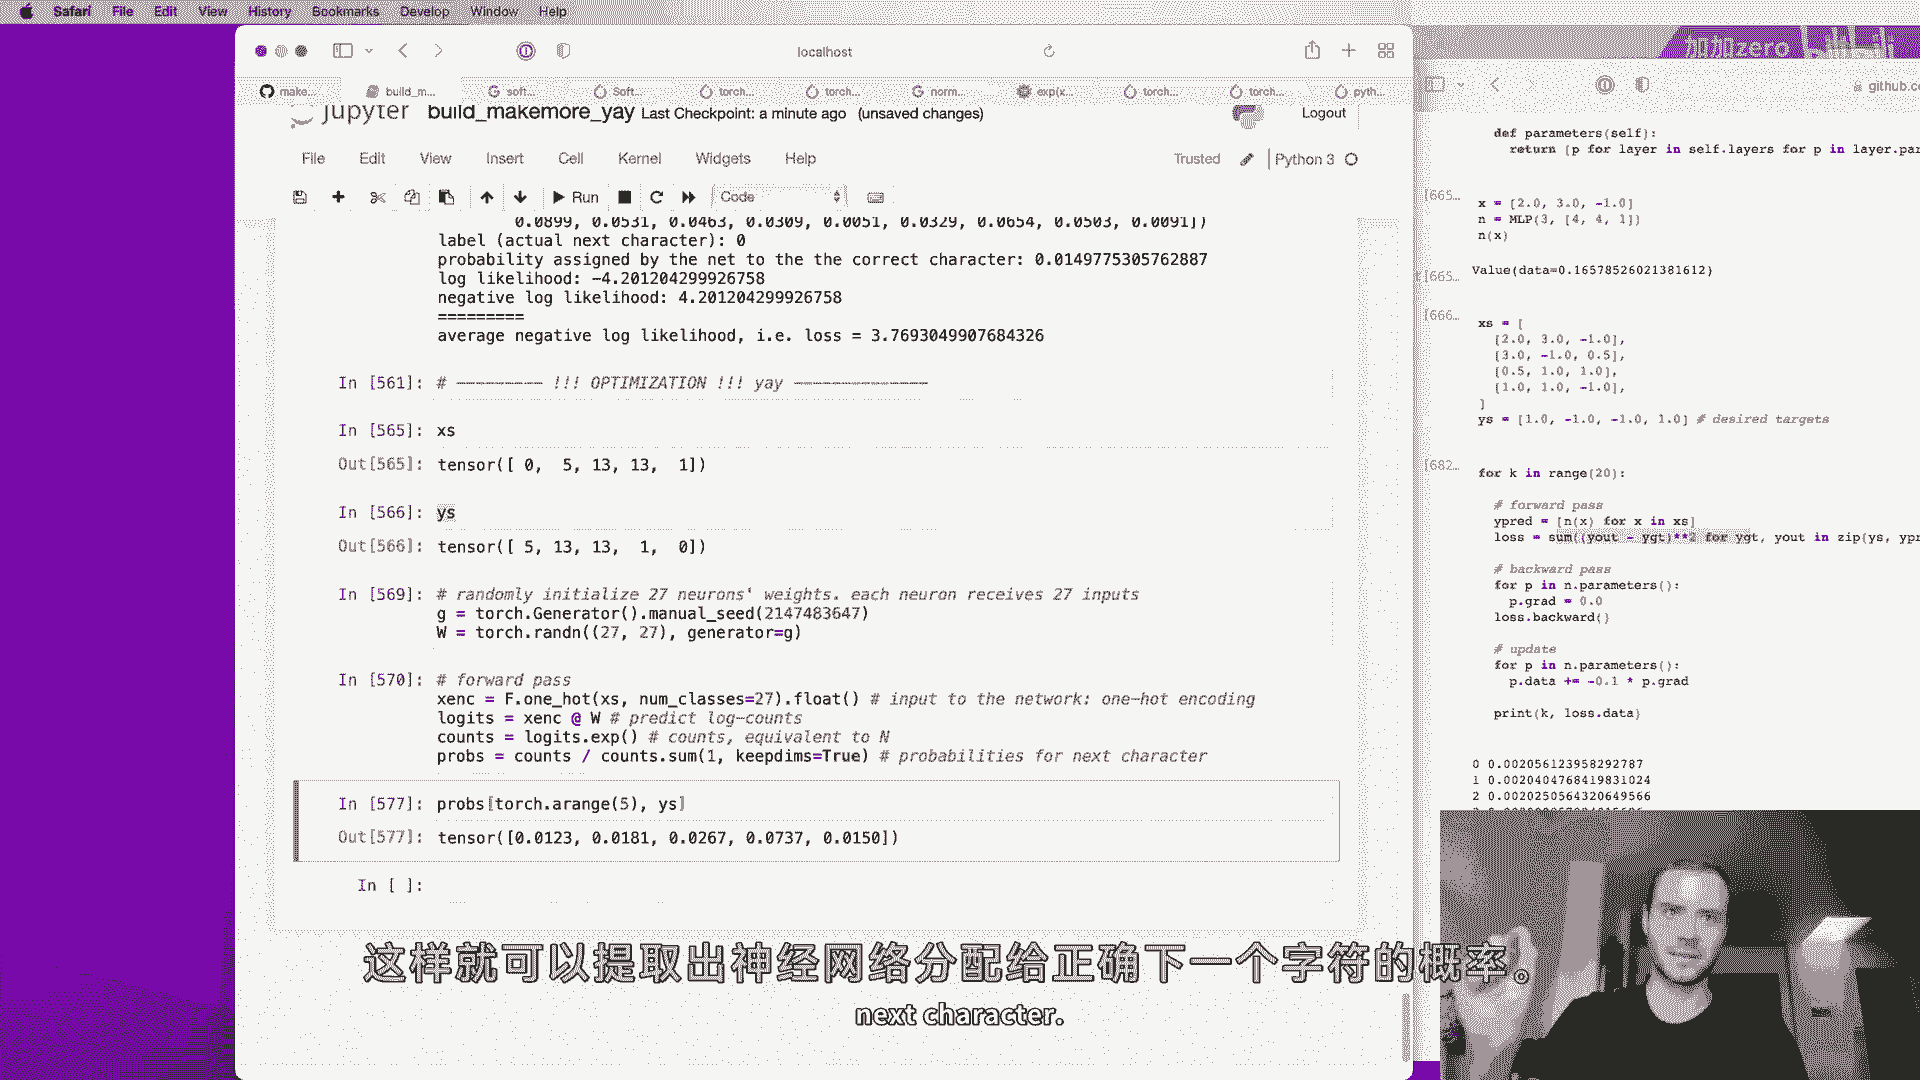 Safari File Edit View History Bookmarks Develop Window Help
加加zero bilibili
localhost
make... build_m... soft... Soft... torch... torch... norm... exp(x... torch... torch... pyth...
jupyter build_makemore_yay Last Checkpoint: a minute ago (unsaved changes)
Logout
File Edit View Insert Cell Kernel Widgets Help
Trusted Python 3
Run Code
0.0899, 0.0531, 0.0463, 0.0309, 0.0051, 0.0329, 0.0654, 0.0503, 0.0091])
label (actual next character): 0
probability assigned by the net to the the correct character: 0.0149775305762887
log likelihood: -4.201204299926758
negative log likelihood: 4.201204299926758
=========
average negative log likelihood, i.e. loss = 3.7693049907684326
In [561]: # --------- !!! OPTIMIZATION !!! yay --------------
In [565]: xs
Out[565]: tensor([ 0,  5, 13, 13,  1])
In [566]: ys
Out[566]: tensor([ 5, 13, 13,  1,  0])
In [569]: # randomly initialize 27 neurons' weights. each neuron receives 27 inputs
g = torch.Generator().manual_seed(2147483647)
W = torch.randn((27, 27), generator=g)
In [570]: # forward pass
xenc = F.one_hot(xs, num_classes=27).float() # input to the network: one-hot encoding
logits = xenc @ W # predict log-counts
counts = logits.exp() # counts, equivalent to N
probs = counts / counts.sum(1, keepdims=True) # probabilities for next character
In [577]: probs[torch.arange(5), ys]
Out[577]: tensor([0.0123, 0.0181, 0.0267, 0.0737, 0.0150])
In [ ]:
github.co
def parameters(self):
return [p for layer in self.layers for p in layer.par
[665...
x = [2.0, 3.0, -1.0]
n = MLP(3, [4, 4, 1])
n(x)
[665...
Value(data=0.16578526021381612)
[666...
xs = [
[2.0, 3.0, -1.0],
[3.0, -1.0, 0.5],
[0.5, 1.0, 1.0],
[1.0, 1.0, -1.0],
]
ys = [1.0, -1.0, -1.0, 1.0] # desired targets
[682...
for k in range(20):
# forward pass
ypred = [n(x) for x in xs]
loss = sum((yout - ygt)**2 for ygt, yout in zip(ys, ypr
# backward pass
for p in n.parameters():
p.grad = 0.0
loss.backward()
# update
for p in n.parameters():
p.data += -0.1 * p.grad
print(k, loss.data)
0 0.002056123958292787
1 0.0020404768419831024
2 0.0020250564320649566
这样就可以提取出神经网络分配给正确下一个字符的概率。
next character.